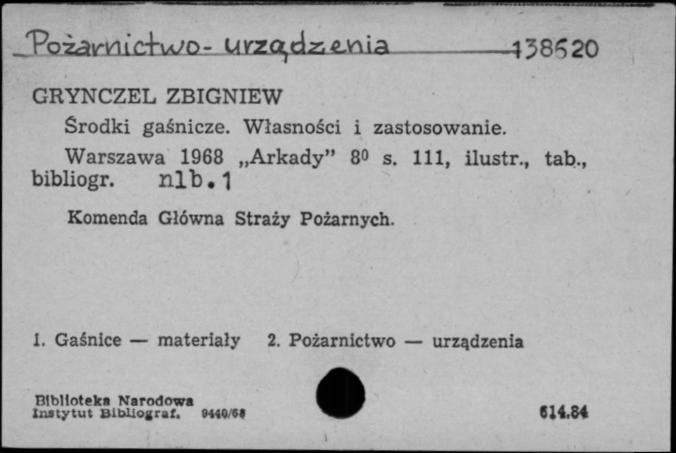 Pożarnictwo - urządzenia 138620
GRYNCZEL ZBIGNIEW
Środki gaśnicze. Własności i zastosowanie.
Warszawa 1968 „Arkady” 8⁰ s. 111, ilustr., tab.,
bibliogr. nlb. 1
Komenda Główna Straży Pożarnych.
1. Gaśnice — materiały 2. Pożarnictwo — urządzenia
Biblioteka Narodowa
Instytut Bibliograf. 9440/68 614.84